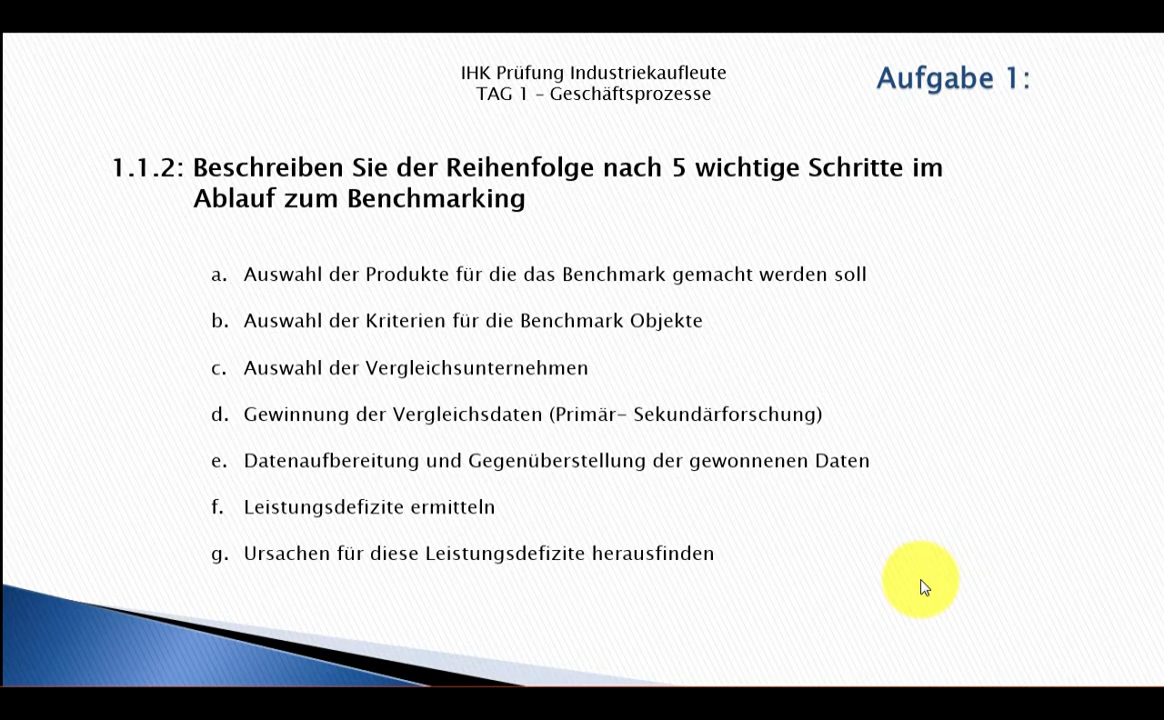 IHK Prüfung Industriekaufleute
TAG 1 – Geschäftsprozesse
Aufgabe 1:
1.1.2: Beschreiben Sie der Reihenfolge nach 5 wichtige Schritte im
Ablauf zum Benchmarking
a. Auswahl der Produkte für die das Benchmark gemacht werden soll
b. Auswahl der Kriterien für die Benchmark Objekte
c. Auswahl der Vergleichsunternehmen
d. Gewinnung der Vergleichsdaten (Primär- Sekundärforschung)
e. Datenaufbereitung und Gegenüberstellung der gewonnenen Daten
f. Leistungsdefizite ermitteln
g. Ursachen für diese Leistungsdefizite herausfinden